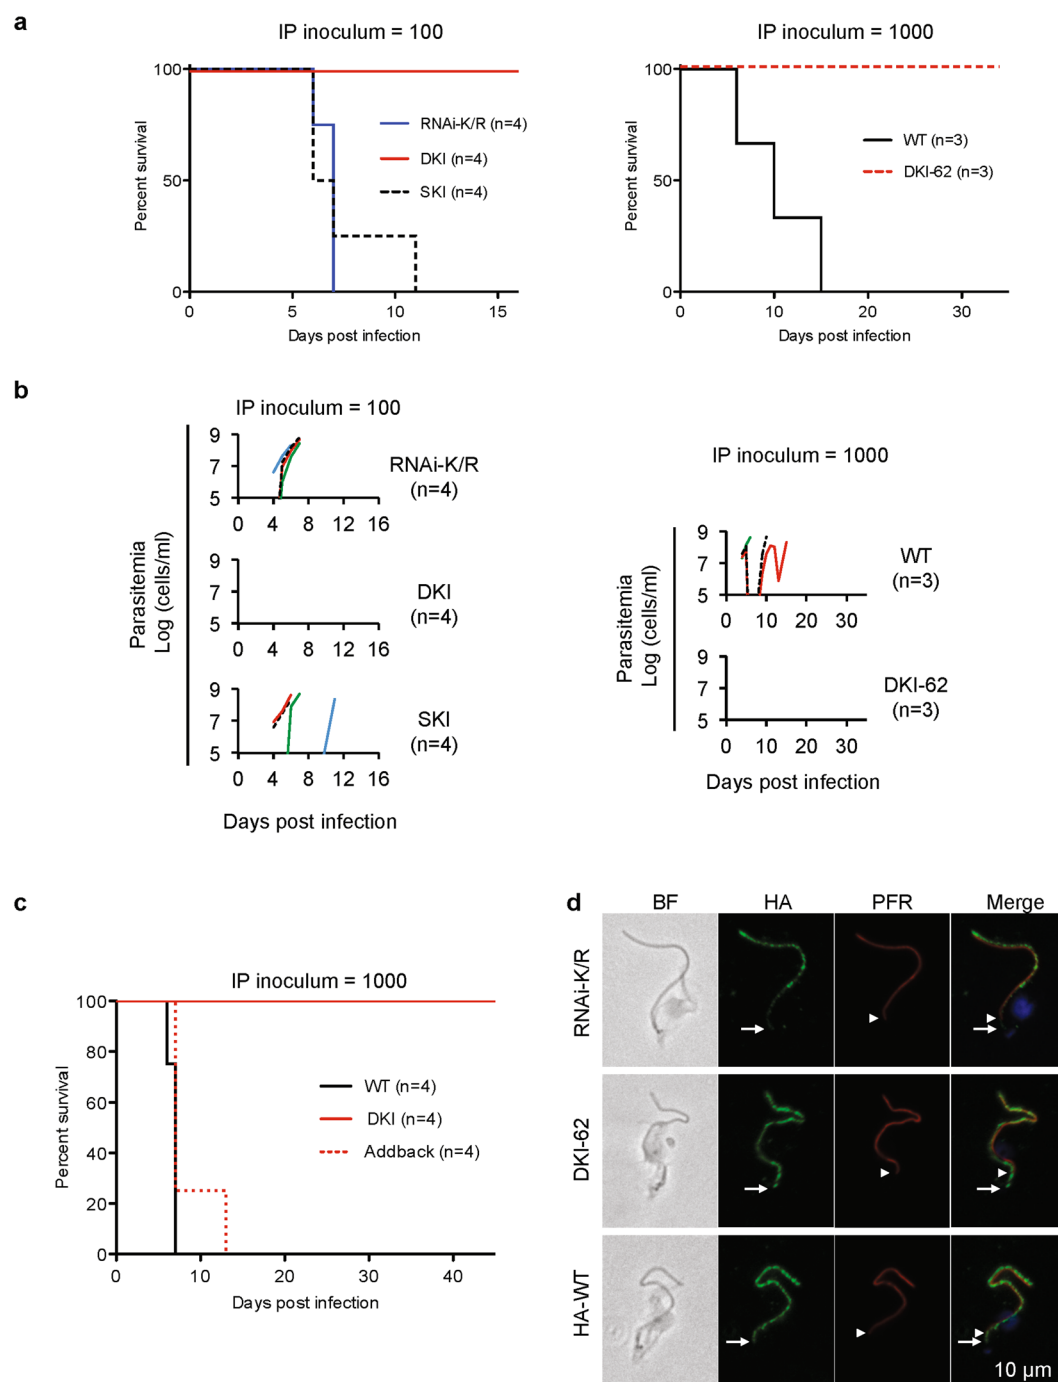 a
IP inoculum = 100
Percent survival
100
50
0
0 5 10 15
Days post infection
RNAi-K/R (n=4)
DKI (n=4)
SKI (n=4)
IP inoculum = 1000
Percent survival
100
50
0
0 10 20 30
Days post infection
WT (n=3)
DKI-62 (n=3)
b
IP inoculum = 100
Parasitemia
Log (cells/ml)
9
7
5
0 4 8 12 16
RNAi-K/R
(n=4)
9
7
5
0 4 8 12 16
DKI
(n=4)
9
7
5
0 4 8 12 16
SKI
(n=4)
Days post infection
IP inoculum = 1000
Parasitemia
Log (cells/ml)
9
7
5
0 10 20 30
WT
(n=3)
9
7
5
0 10 20 30
DKI-62
(n=3)
Days post infection
c
IP inoculum = 1000
Percent survival
100
80
60
40
20
0
0 10 20 30 40
Days post infection
WT (n=4)
DKI (n=4)
Addback (n=4)
d
BF HA PFR Merge
RNAi-K/R
DKI-62
HA-WT
10 µm